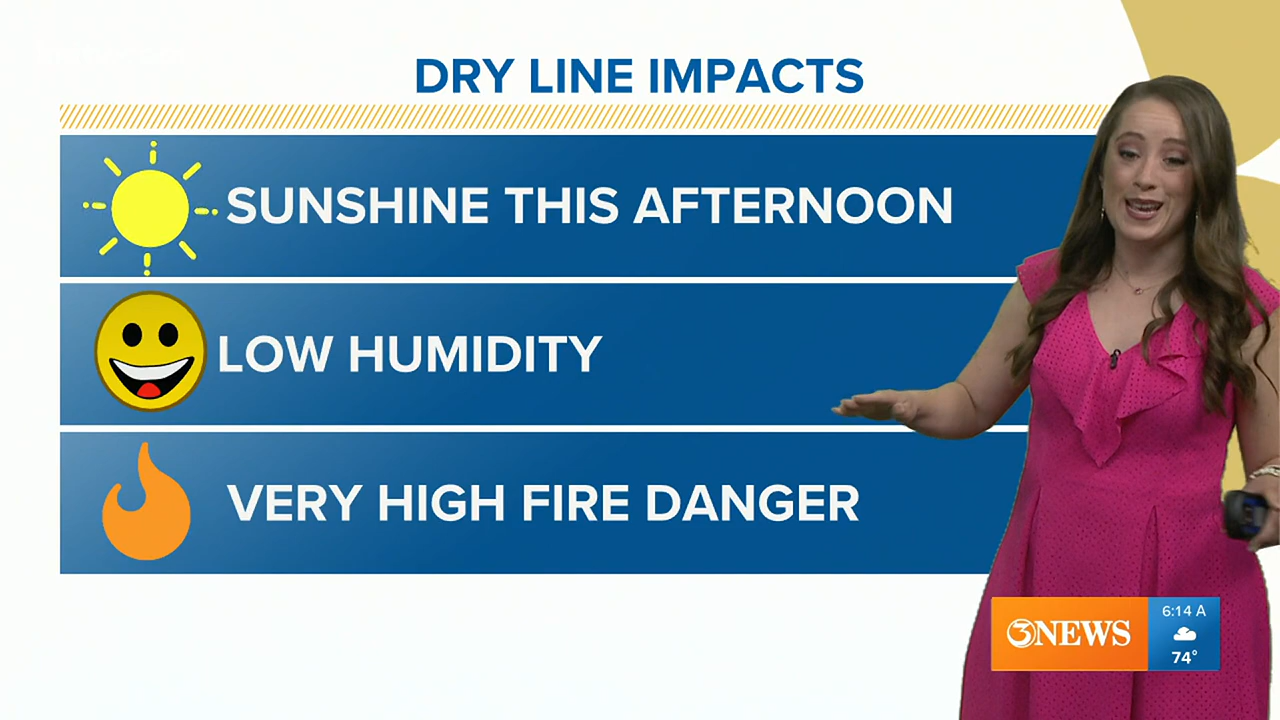 DRY LINE IMPACTS
SUNSHINE THIS AFTERNOON
LOW HUMIDITY
VERY HIGH FIRE DANGER
3NEWS
6:14 A
74°